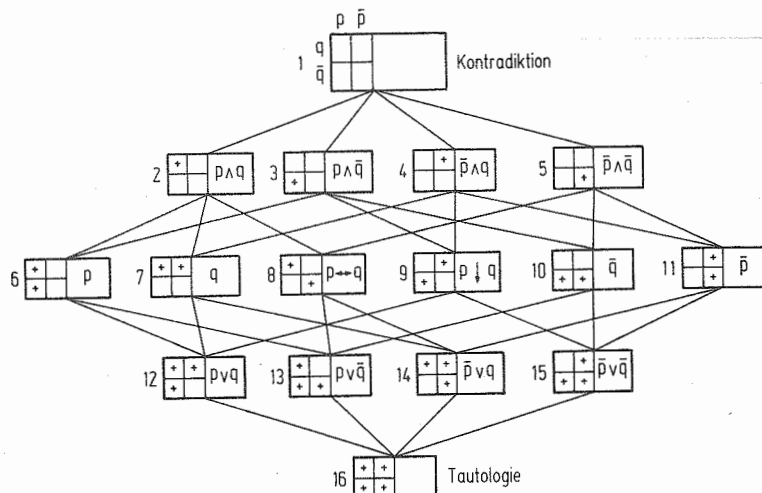 p p̄
q
1 q̄ Kontradiktion
2 + p∧q 3 + p∧q̄ 4 + p̄∧q 5 + p̄∧q̄
6 + + p 7 + + q 8 + + p↔q 9 + + p↓q 10 + + q̄ 11 + + p̄
12 + + + p∨q 13 + + + p∨q̄ 14 + + + p̄∨q 15 + + + p̄∨q̄
16 + + + + Tautologie